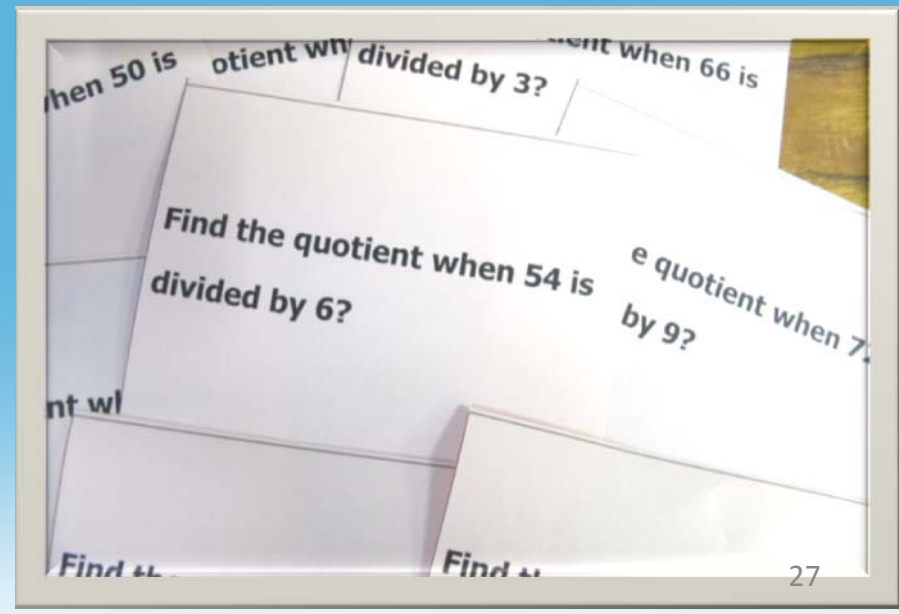 hen 50 is
otient wh
divided by 3?
ent when 66 is
Find the quotient when 54 is
divided by 6?
e quotient when 7
by 9?
nt wh
Find th
Find
27